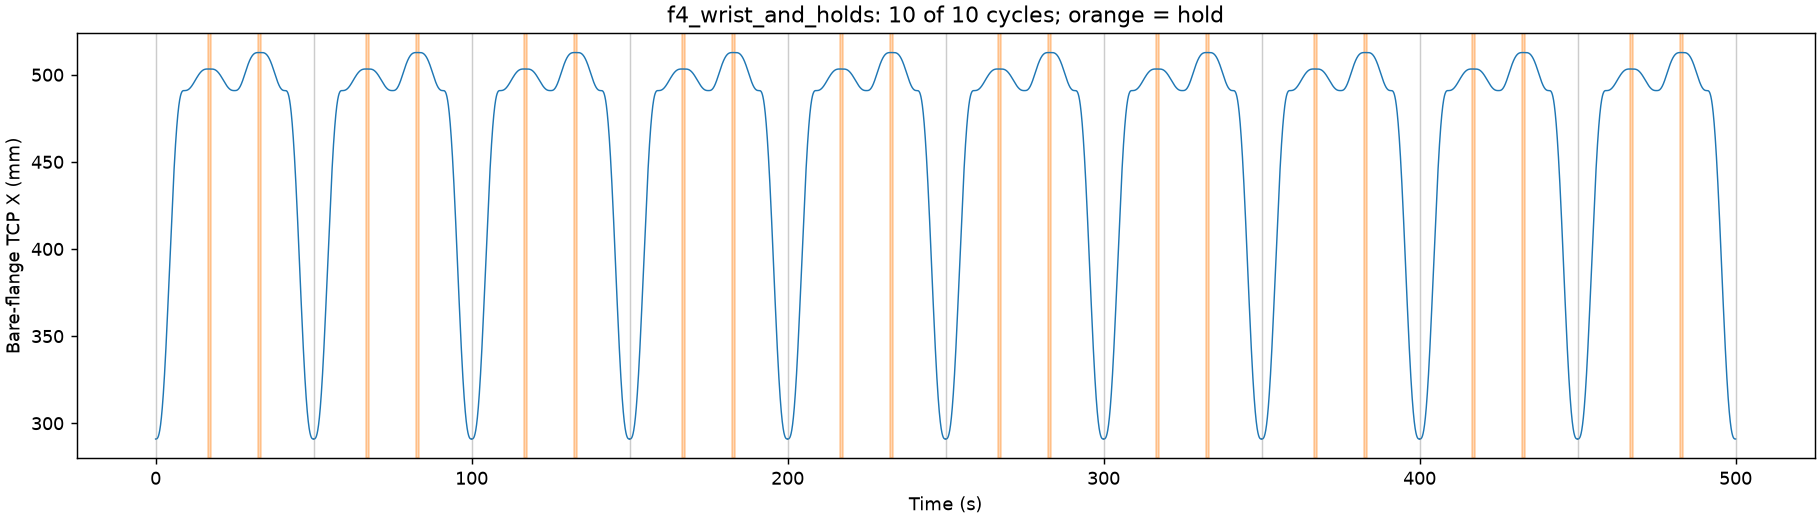 f4_wrist_and_holds: 10 of 10 cycles; orange = hold
Bare-flange TCP X (mm)
500
450
400
350
300
0 100 200 300 400 500
Time (s)